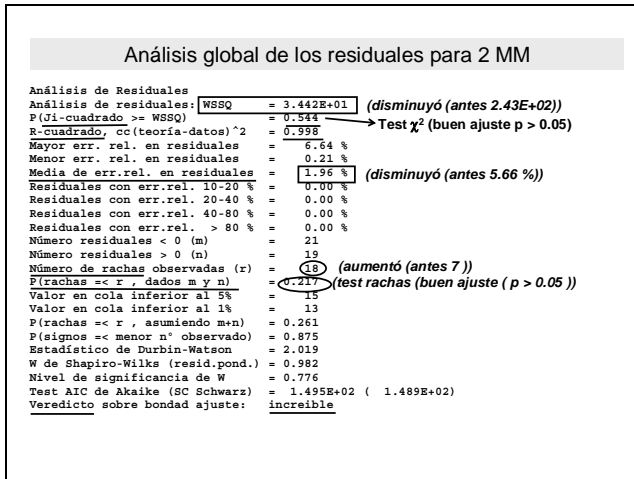 Análisis global de los residuales para 2 MM
Análisis de Residuales
Análisis de residuales: WSSQ = 3.442E+01 (disminuyó (antes 2.43E+02))
P(Ji-cuadrado >= WSSQ) = 0.544 Test χ² (buen ajuste p > 0.05)
R-cuadrado, cc(teoría-datos)^2 = 0.998
Mayor err. rel. en residuales = 6.64 %
Menor err. rel. en residuales = 0.21 %
Media de err.rel. en residuales = 1.96 % (disminuyó (antes 5.66 %))
Residuales con err.rel. 10-20 % = 0.00 %
Residuales con err.rel. 20-40 % = 0.00 %
Residuales con err.rel. 40-80 % = 0.00 %
Residuales con err.rel. > 80 % = 0.00 %
Número residuales < 0 (m) = 21
Número residuales > 0 (n) = 19
Número de rachas observadas (r) = 18 (aumentó (antes 7 ))
P(rachas =< r , dados m y n) = 0.217 (test rachas (buen ajuste ( p > 0.05 ))
Valor en cola inferior al 5% = 15
Valor en cola inferior al 1% = 13
P(rachas =< r , asumiendo m+n) = 0.261
P(signos =< menor n° observado) = 0.875
Estadístico de Durbin-Watson = 2.019
W de Shapiro-Wilks (resid.pond.) = 0.982
Nivel de significancia de W = 0.776
Test AIC de Akaike (SC Schwarz) = 1.495E+02 ( 1.489E+02)
Veredicto sobre bondad ajuste: increible